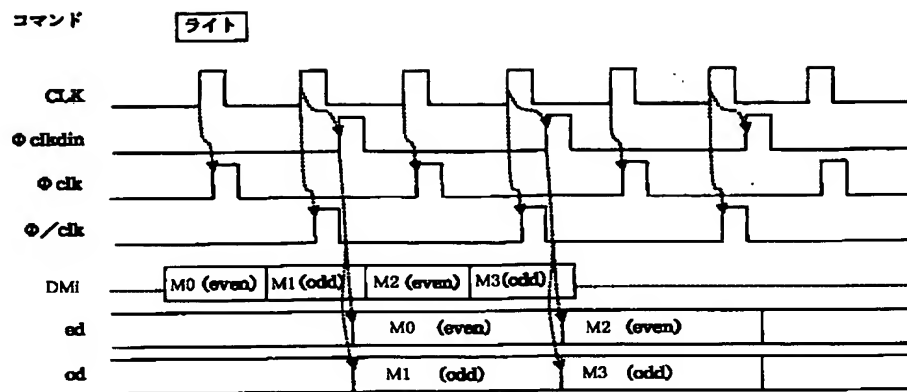 コマンド ライト
CLK
Φ clkdin
Φ clk
Φ/clk
DMi M0 (even) M1 (odd) M2 (even) M3 (odd)
ed M0 (even) M2 (even)
od M1 (odd) M3 (odd)